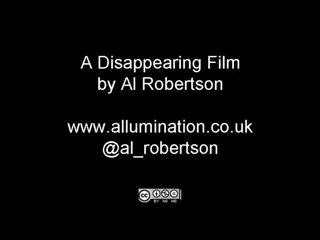 A Disappearing Film
by Al Robertson
www.allumination.co.uk
@al_robertson